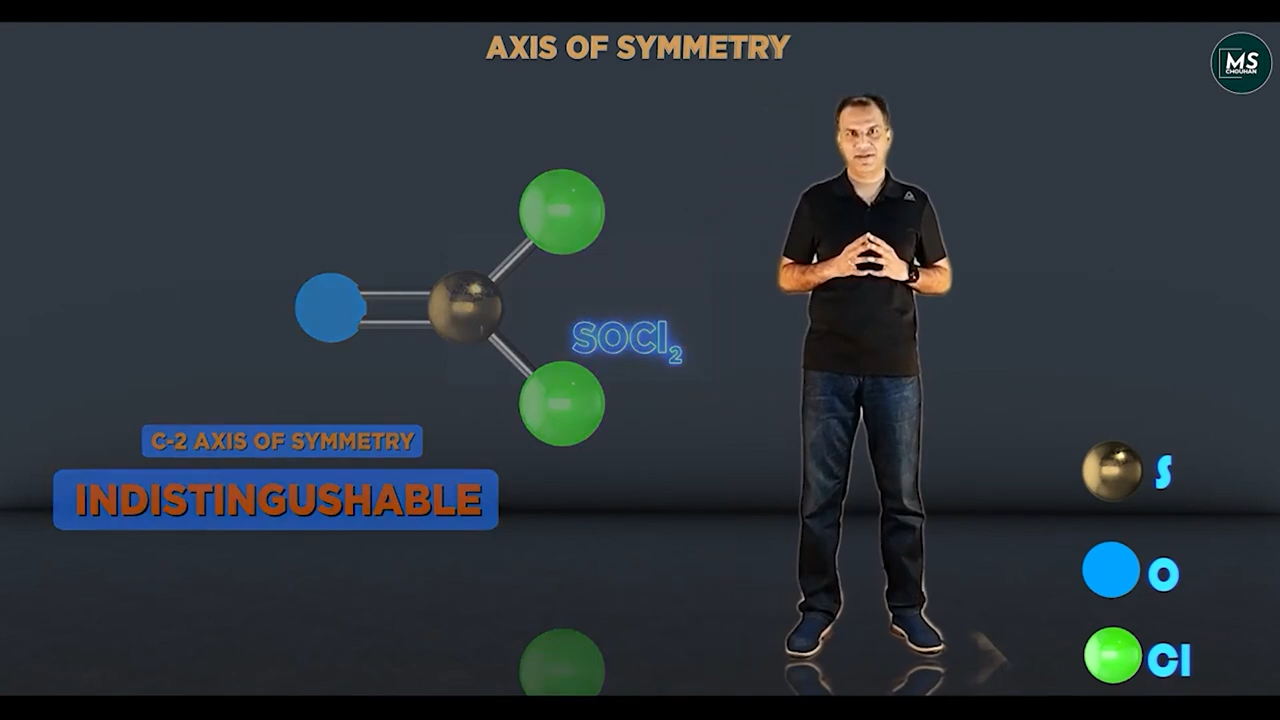 AXIS OF SYMMETRY
MS
CHOUHAN
SOCl₂
C-2 AXIS OF SYMMETRY
INDISTINGUSHABLE
S
O
Cl